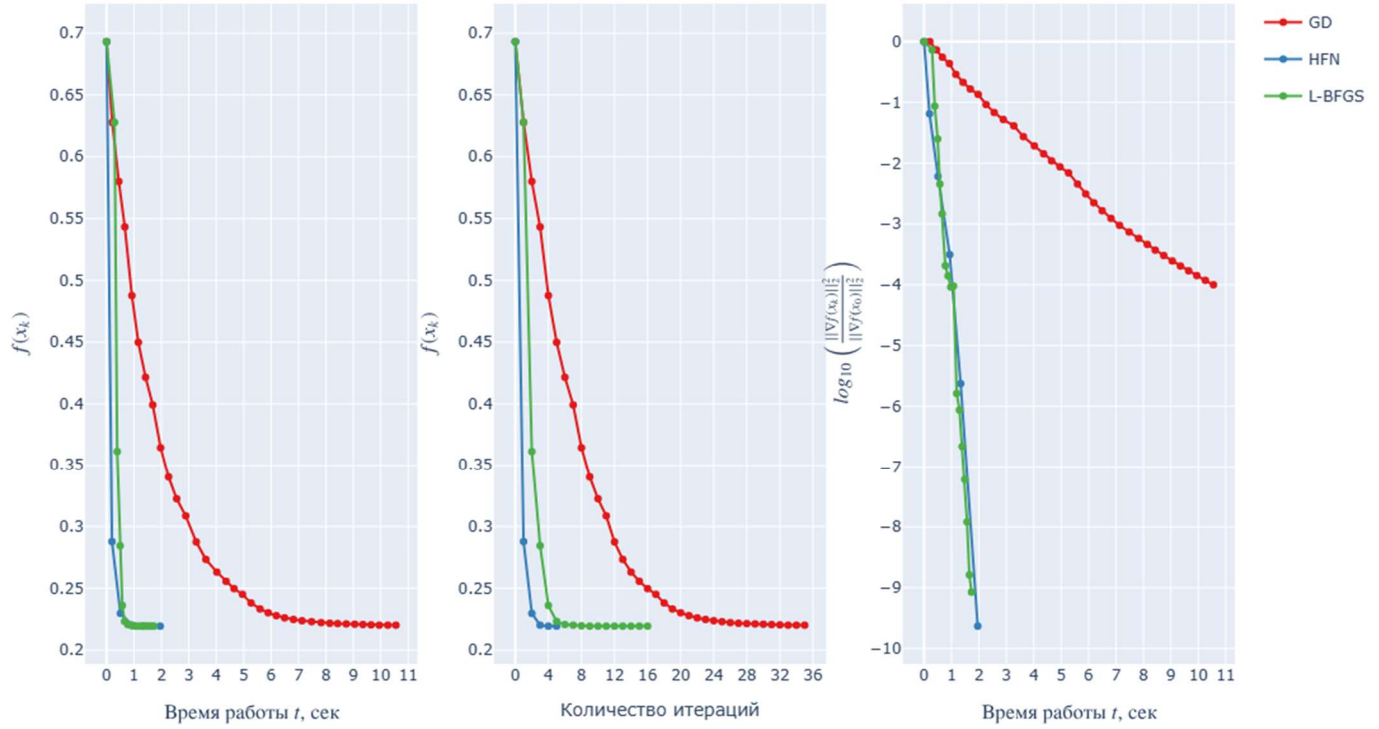 0.7
0.65
0.6
0.55
0.5
0.45
0.4
0.35
0.3
0.25
0.2
f(xₖ)
0 1 2 3 4 5 6 7 8 9 10 11
Время работы t, сек
0.7
0.65
0.6
0.55
0.5
0.45
0.4
0.35
0.3
0.25
0.2
f(xₖ)
0 4 8 12 16 20 24 28 32 36
Количество итераций
0
−1
−2
−3
−4
−5
−6
−7
−8
−9
−10
log₁₀ ( ||∇f(xₖ)||₂² / ||∇f(x₀)||₂² )
0 1 2 3 4 5 6 7 8 9 10 11
Время работы t, сек
GD
HFN
L-BFGS